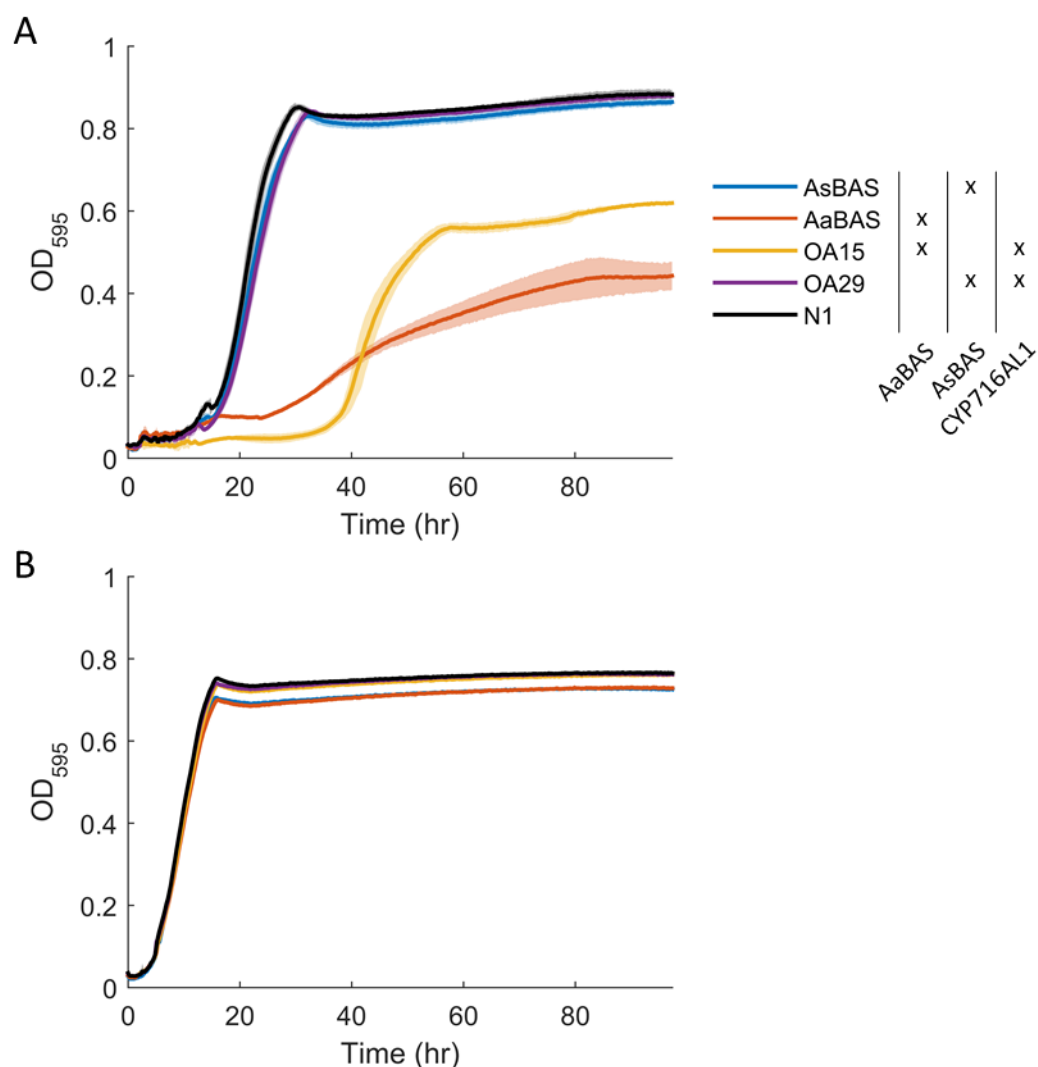 A
1
0.8
0.6
0.4
0.2
0
OD595
0 20 40 60 80
Time (hr)
AsBAS x
AaBAS x
OA15 x x
OA29 x x
N1
AaBAS
AsBAS
CYP716AL1
B
1
0.8
0.6
0.4
0.2
0
OD595
0 20 40 60 80
Time (hr)